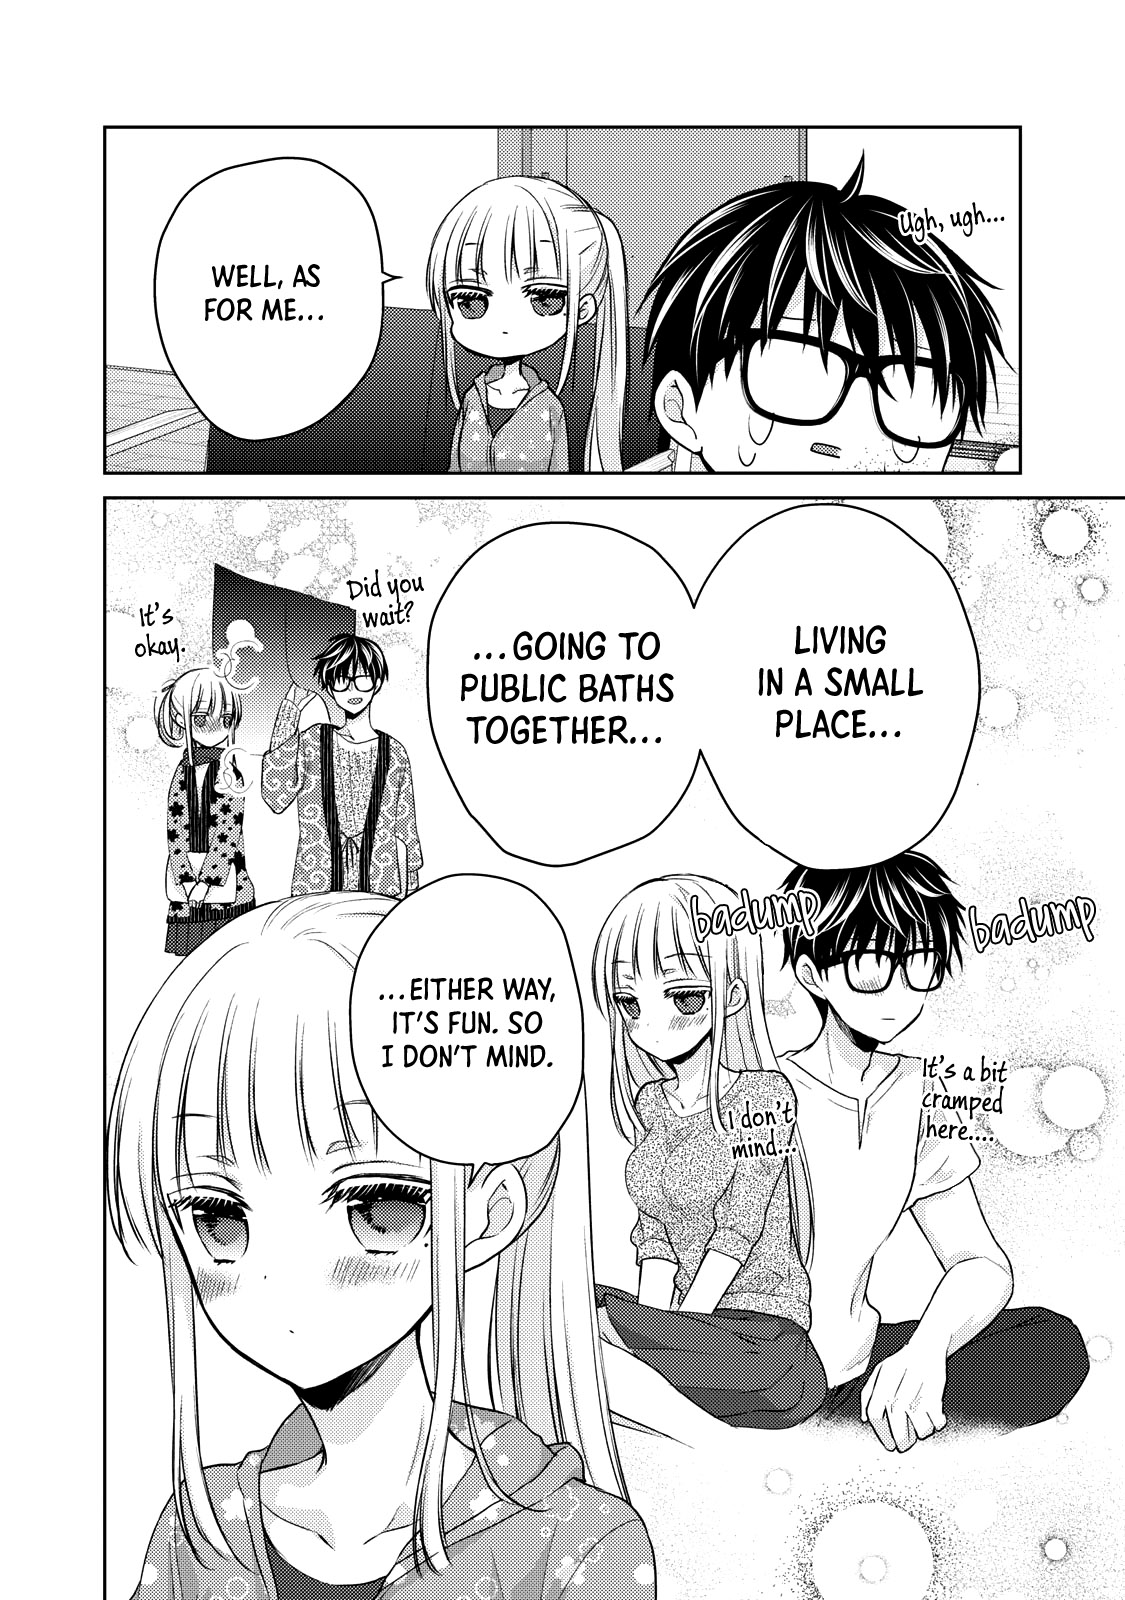 Ugh, ugh...
WELL, AS
FOR ME...
LIVING
IN A SMALL
PLACE...
...GOING TO
PUBLIC BATHS
TOGETHER...
Did you
wait?
It's
okay.
badump
badump
It's a bit
cramped
here....
I don't
mind...
...EITHER WAY,
IT'S FUN. SO
I DON'T MIND.